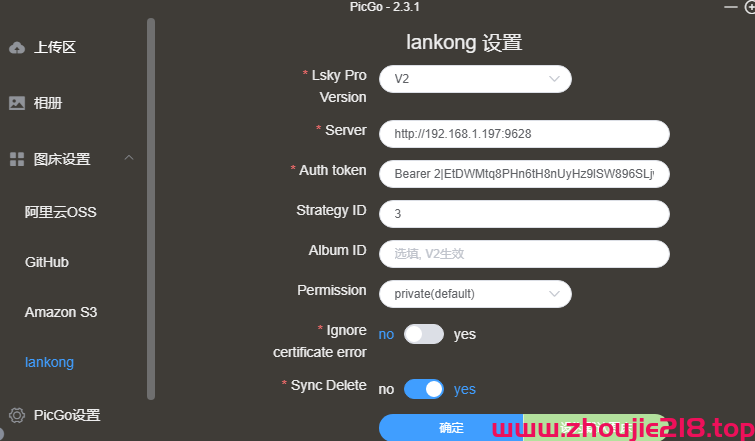 PicGo - 2.3.1
上传区
相册
图床设置
阿里云OSS
GitHub
Amazon S3
lankong
PicGo设置
lankong 设置
* Lsky Pro Version
V2
* Server
http://192.168.1.197:9628
* Auth token
Strategy ID
3
Album ID
选填, V2生效
Permission
private(default)
* Ignore certificate error
no
yes
* Sync Delete
no
yes
确定
www.zhoujie218.top